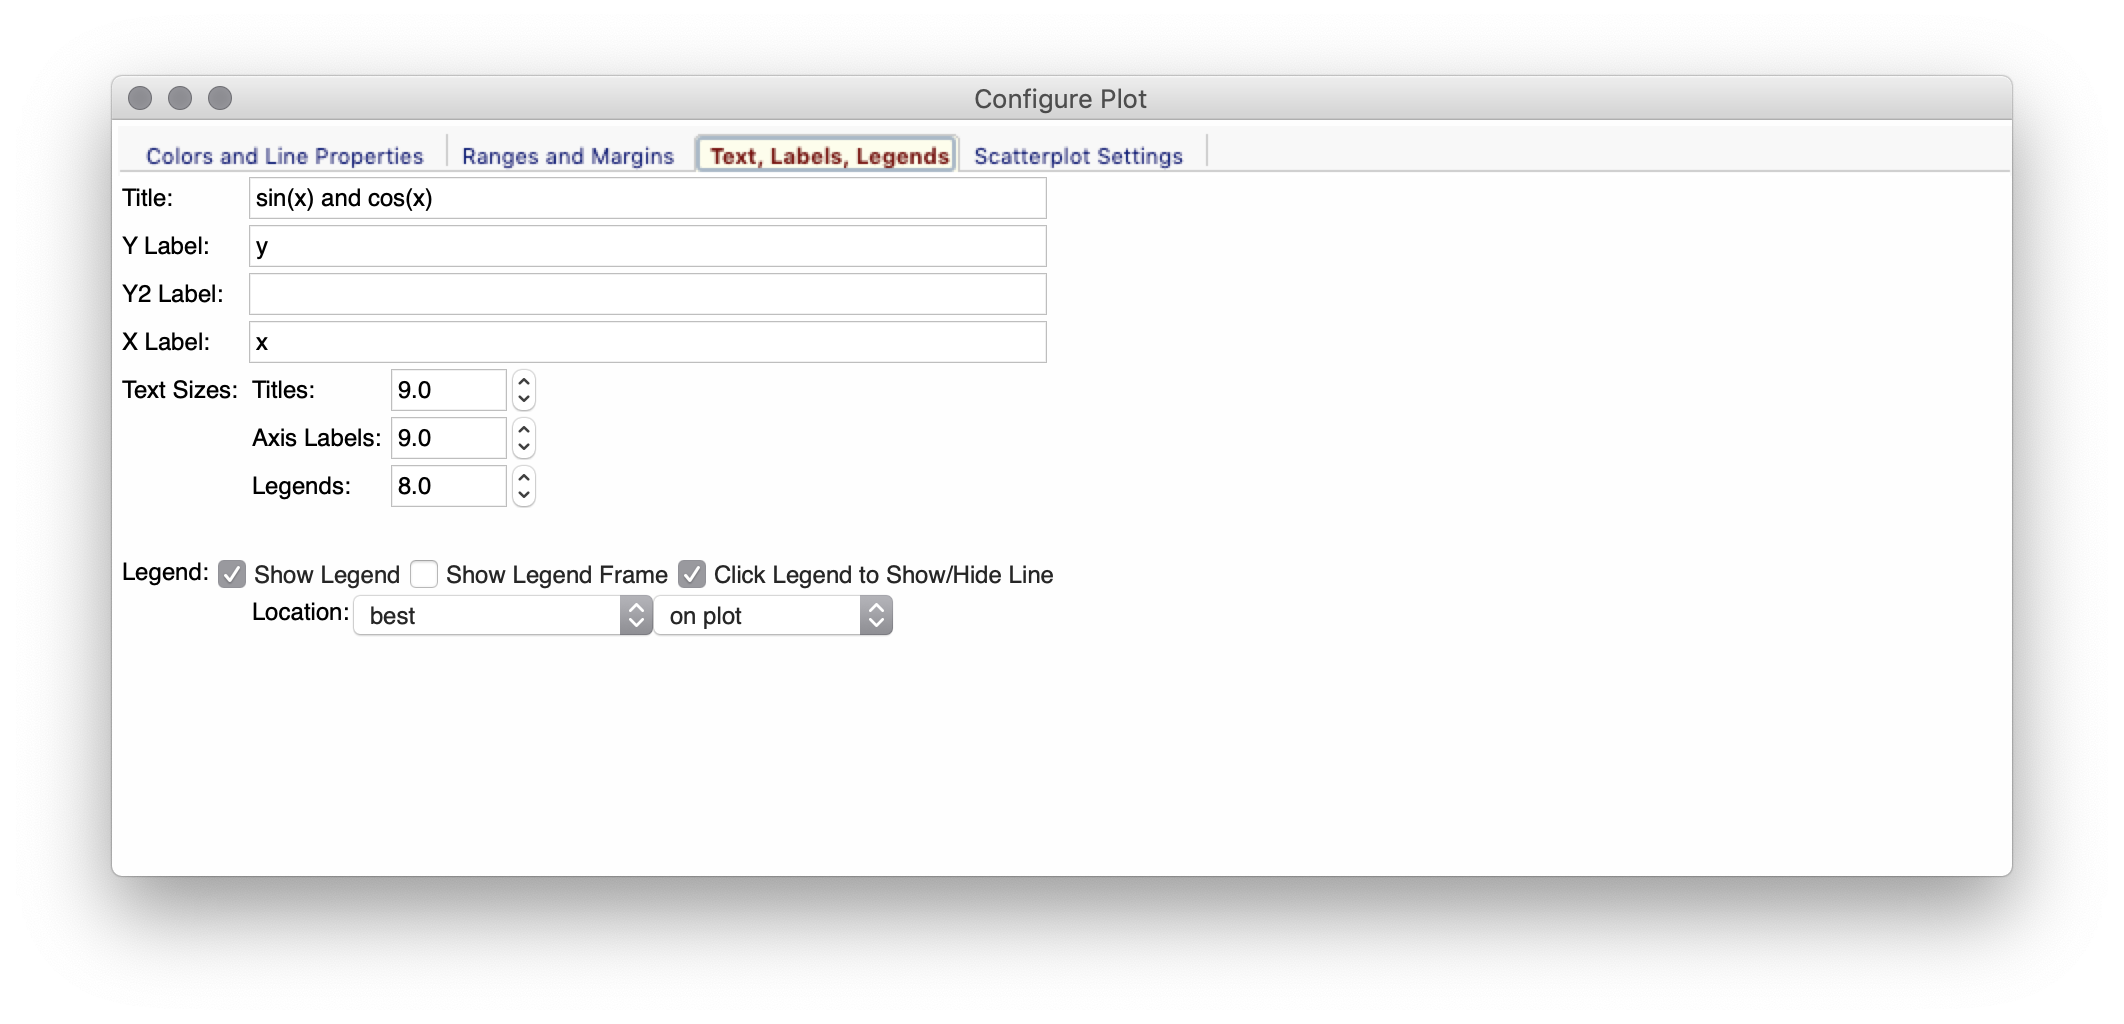 Configure Plot
Colors and Line Properties Ranges and Margins Text, Labels, Legends Scatterplot Settings
Title: sin(x) and cos(x)
Y Label: y
Y2 Label:
X Label: x
Text Sizes: Titles: 9.0
Axis Labels: 9.0
Legends: 8.0
Legend: Show Legend Show Legend Frame Click Legend to Show/Hide Line
Location: best on plot